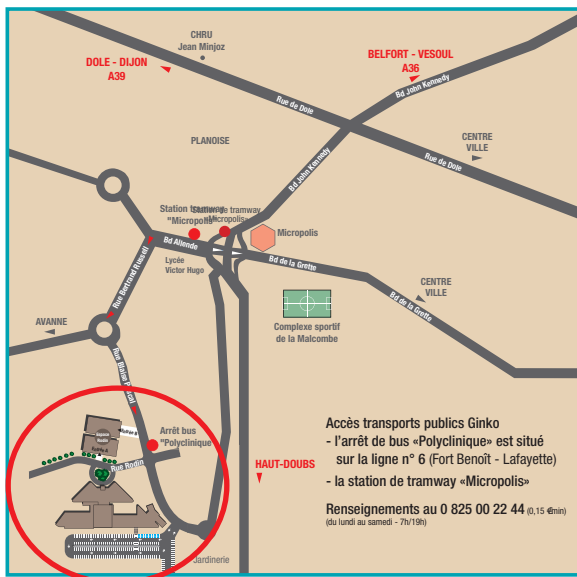 CHRU
Jean Minjoz
DOLE - DIJON
A39
BELFORT - VESOUL
A36
Bd John Kennedy
Rue de Dole
PLANOISE
CENTRE
VILLE
Rue de Dole
Bd John Kennedy
Station tramway
"Micropolis"
Station de tramway
«Micropolis»
Micropolis
Bd Allende
Lycée
Victor Hugo
Bd de la Grette
Rue Bertrand Russell
CENTRE
VILLE
Bd de la Grette
AVANNE
Complexe sportif
de la Malcombe
Rue Blaise Pascal
Arrêt bus
"Polyclinique
Rue Rodin
HAUT-DOUBS
Jardinerie
Accès transports publics Ginko
- l'arrêt de bus «Polyclinique» est situé
sur la ligne n° 6 (Fort Benoît - Lafayette)
- la station de tramway «Micropolis»
Renseignements au 0 825 00 22 44 (0,15 €min)
(du lundi au samedi - 7h/19h)